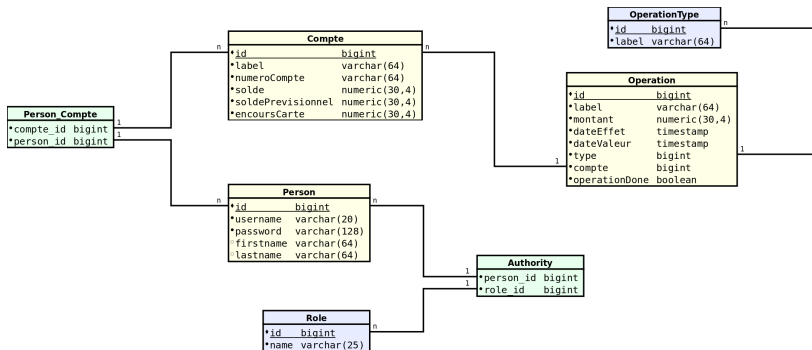 OperationType
id bigint
label varchar(64)
n
Compte
id bigint
label varchar(64)
numeroCompte varchar(64)
solde numeric(30,4)
soldePrevisionnel numeric(30,4)
encoursCarte numeric(30,4)
n
n
Operation
id bigint
label varchar(64)
montant numeric(30,4)
dateEffet timestamp
dateValeur timestamp
type bigint
compte bigint
operationDone boolean
1
1
Person_Compte
compte_id bigint
person_id bigint
1
1
Person
id bigint
username varchar(20)
password varchar(128)
firstname varchar(64)
lastname varchar(64)
n
n
Authority
person_id bigint
role_id bigint
1
1
Role
id bigint
name varchar(25)
n